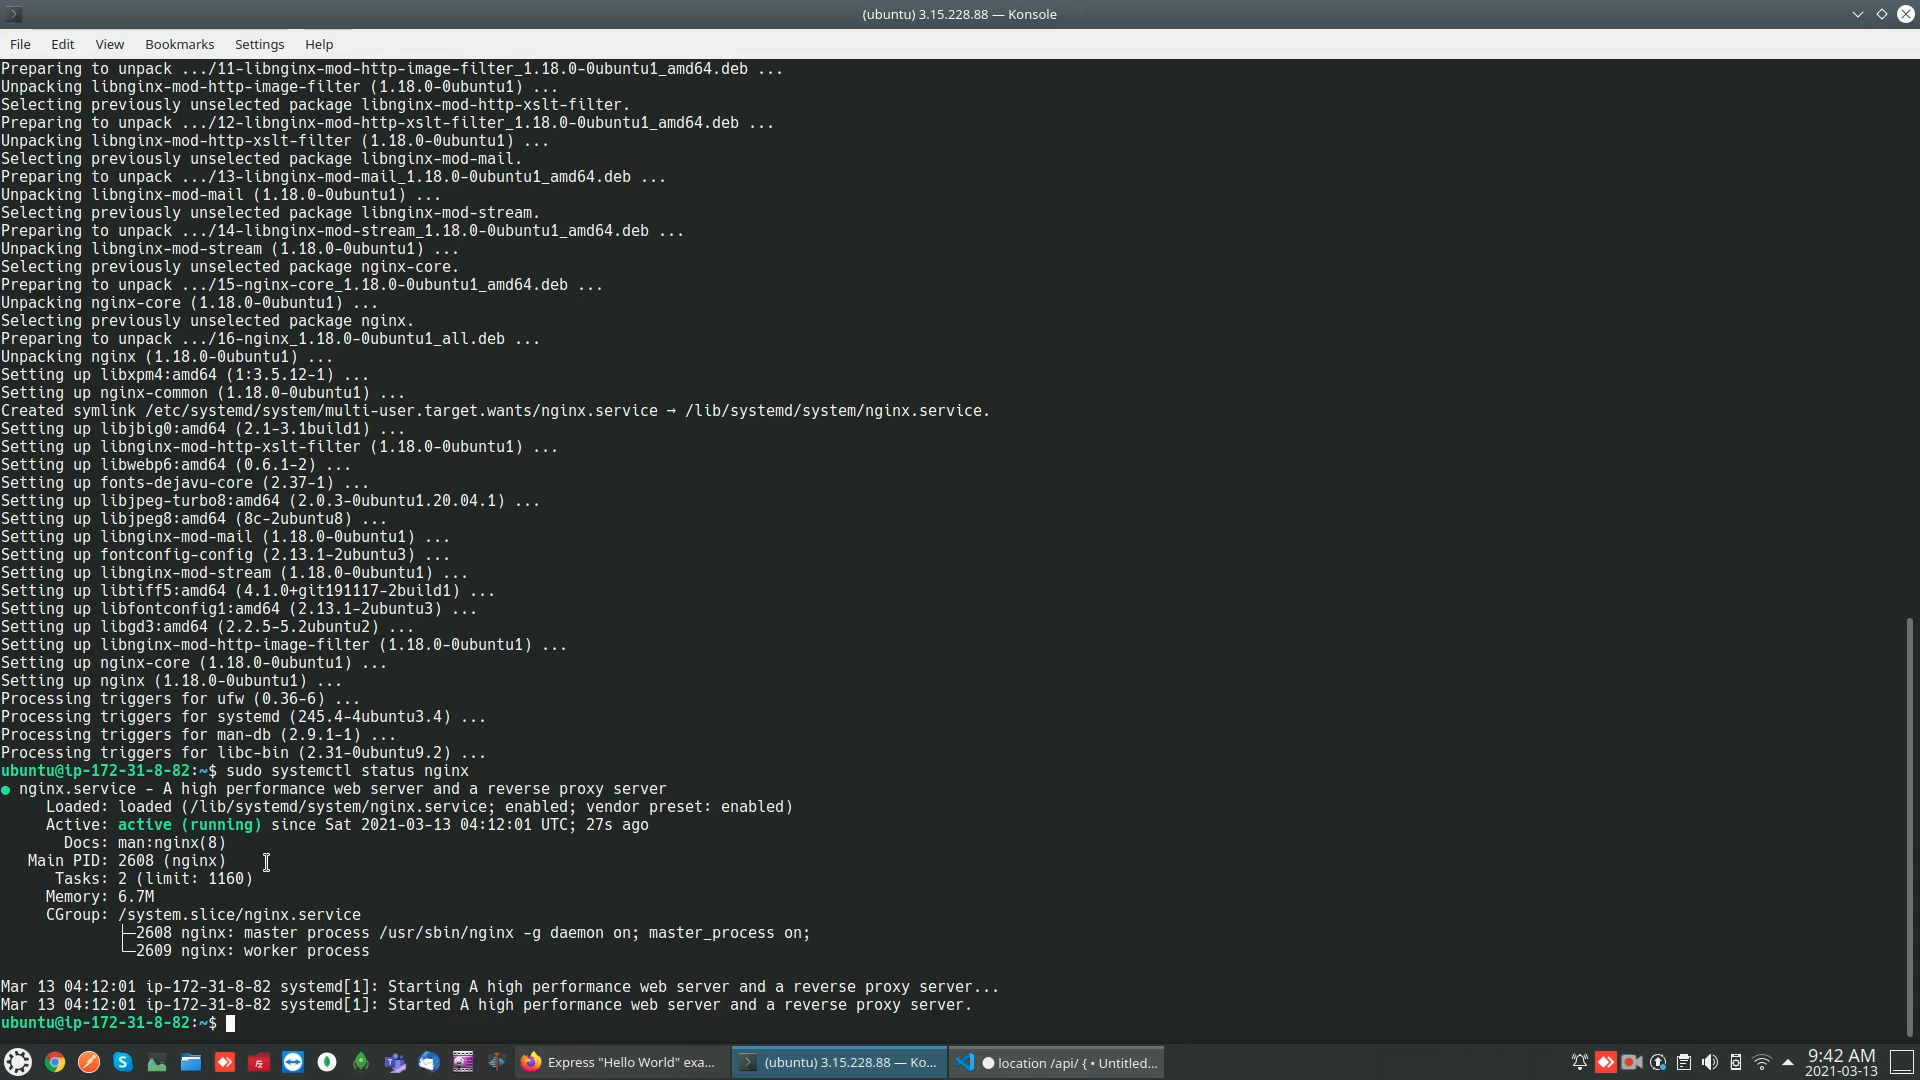 (ubuntu) 3.15.228.88 — Konsole
File Edit View Bookmarks Settings Help
Preparing to unpack .../11-libnginx-mod-http-image-filter_1.18.0-0ubuntu1_amd64.deb ...
Unpacking libnginx-mod-http-image-filter (1.18.0-0ubuntu1) ...
Selecting previously unselected package libnginx-mod-http-xslt-filter.
Preparing to unpack .../12-libnginx-mod-http-xslt-filter_1.18.0-0ubuntu1_amd64.deb ...
Unpacking libnginx-mod-http-xslt-filter (1.18.0-0ubuntu1) ...
Selecting previously unselected package libnginx-mod-mail.
Preparing to unpack .../13-libnginx-mod-mail_1.18.0-0ubuntu1_amd64.deb ...
Unpacking libnginx-mod-mail (1.18.0-0ubuntu1) ...
Selecting previously unselected package libnginx-mod-stream.
Preparing to unpack .../14-libnginx-mod-stream_1.18.0-0ubuntu1_amd64.deb ...
Unpacking libnginx-mod-stream (1.18.0-0ubuntu1) ...
Selecting previously unselected package nginx-core.
Preparing to unpack .../15-nginx-core_1.18.0-0ubuntu1_amd64.deb ...
Unpacking nginx-core (1.18.0-0ubuntu1) ...
Selecting previously unselected package nginx.
Preparing to unpack .../16-nginx_1.18.0-0ubuntu1_all.deb ...
Unpacking nginx (1.18.0-0ubuntu1) ...
Setting up libxpm4:amd64 (1:3.5.12-1) ...
Setting up nginx-common (1.18.0-0ubuntu1) ...
Created symlink /etc/systemd/system/multi-user.target.wants/nginx.service → /lib/systemd/system/nginx.service.
Setting up libjbig0:amd64 (2.1-3.1build1) ...
Setting up libnginx-mod-http-xslt-filter (1.18.0-0ubuntu1) ...
Setting up libwebp6:amd64 (0.6.1-2) ...
Setting up fonts-dejavu-core (2.37-1) ...
Setting up libjpeg-turbo8:amd64 (2.0.3-0ubuntu1.20.04.1) ...
Setting up libjpeg8:amd64 (8c-2ubuntu8) ...
Setting up libnginx-mod-mail (1.18.0-0ubuntu1) ...
Setting up fontconfig-config (2.13.1-2ubuntu3) ...
Setting up libnginx-mod-stream (1.18.0-0ubuntu1) ...
Setting up libtiff5:amd64 (4.1.0+git191117-2build1) ...
Setting up libfontconfig1:amd64 (2.13.1-2ubuntu3) ...
Setting up libgd3:amd64 (2.2.5-5.2ubuntu2) ...
Setting up libnginx-mod-http-image-filter (1.18.0-0ubuntu1) ...
Setting up nginx-core (1.18.0-0ubuntu1) ...
Setting up nginx (1.18.0-0ubuntu1) ...
Processing triggers for ufw (0.36-6) ...
Processing triggers for systemd (245.4-4ubuntu3.4) ...
Processing triggers for man-db (2.9.1-1) ...
Processing triggers for libc-bin (2.31-0ubuntu9.2) ...
ubuntu@ip-172-31-8-82:~$ sudo systemctl status nginx
● nginx.service - A high performance web server and a reverse proxy server
Loaded: loaded (/lib/systemd/system/nginx.service; enabled; vendor preset: enabled)
Active: active (running) since Sat 2021-03-13 04:12:01 UTC; 27s ago
Docs: man:nginx(8)
Main PID: 2608 (nginx)
Tasks: 2 (limit: 1160)
Memory: 6.7M
CGroup: /system.slice/nginx.service
├─2608 nginx: master process /usr/sbin/nginx -g daemon on; master_process on;
└─2609 nginx: worker process
Mar 13 04:12:01 ip-172-31-8-82 systemd[1]: Starting A high performance web server and a reverse proxy server...
Mar 13 04:12:01 ip-172-31-8-82 systemd[1]: Started A high performance web server and a reverse proxy server.
ubuntu@ip-172-31-8-82:~$
Express "Hello World" exa... (ubuntu) 3.15.228.88 — Ko... ● location /api/ { • Untitled... 9:42 AM
2021-03-13